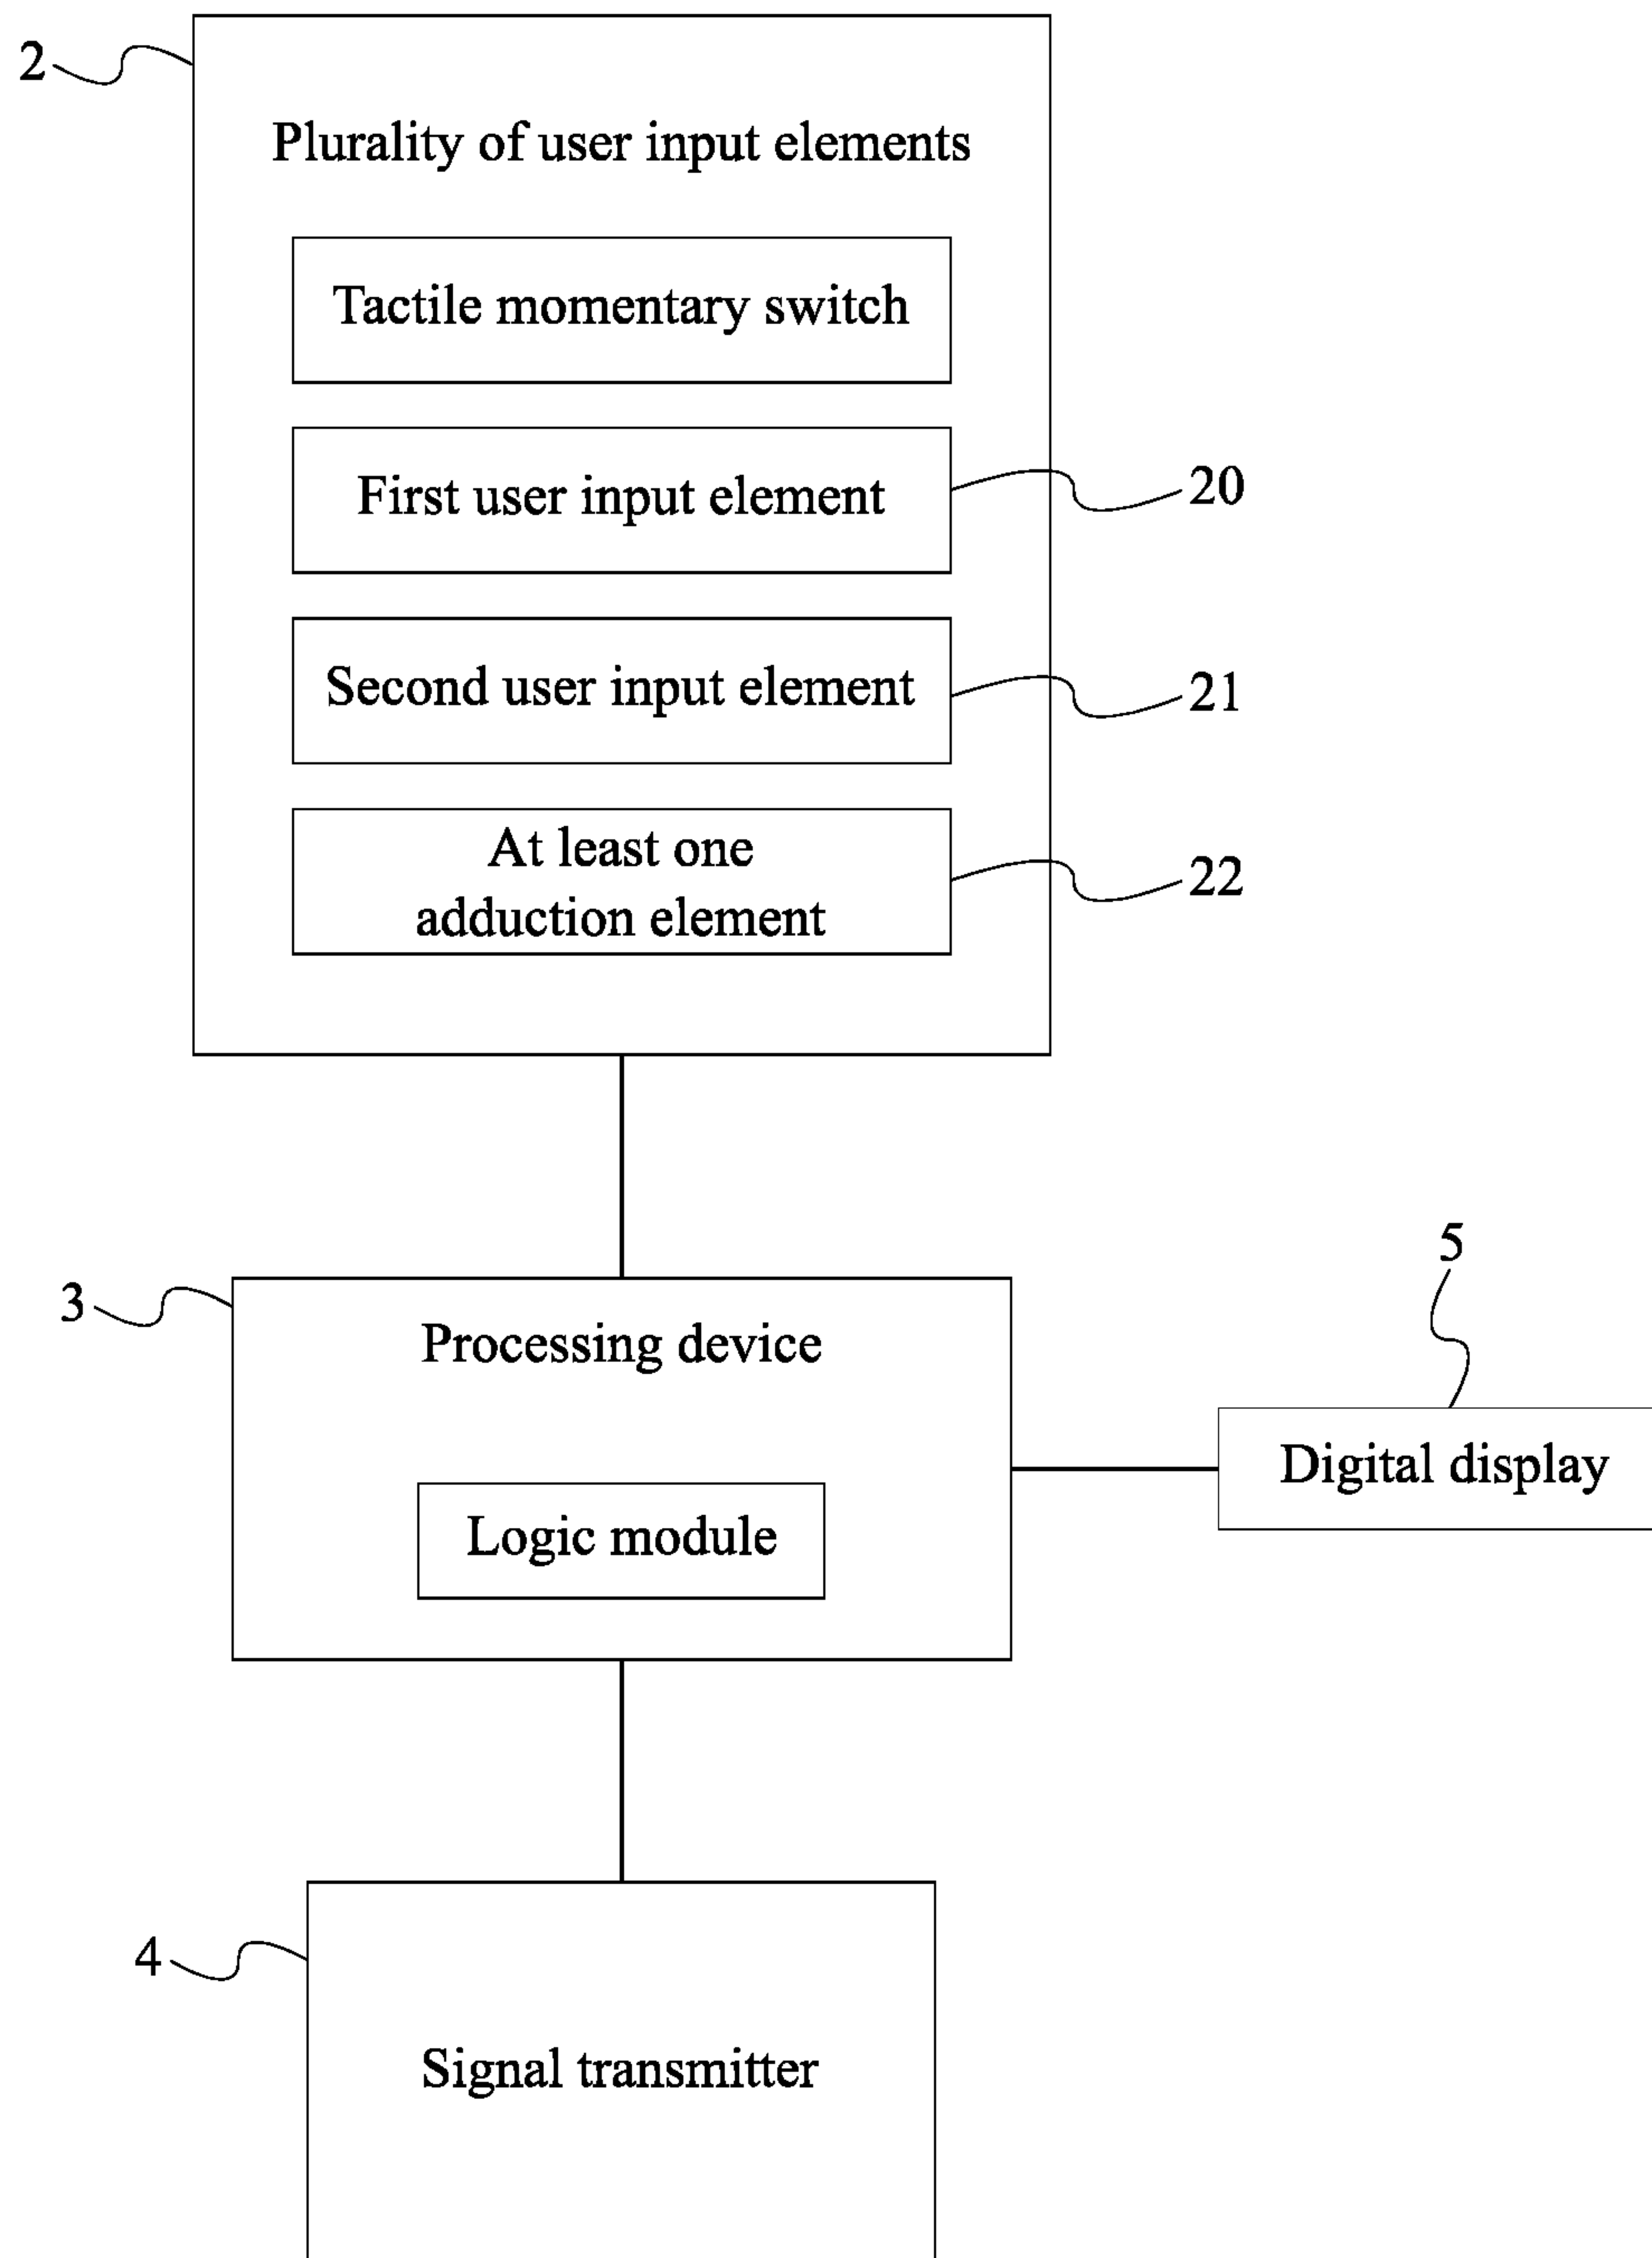 2
Plurality of user input elements
Tactile momentary switch
First user input element
20
Second user input element
21
At least one
adduction element
22
3
Processing device
5
Digital display
Logic module
4
Signal transmitter